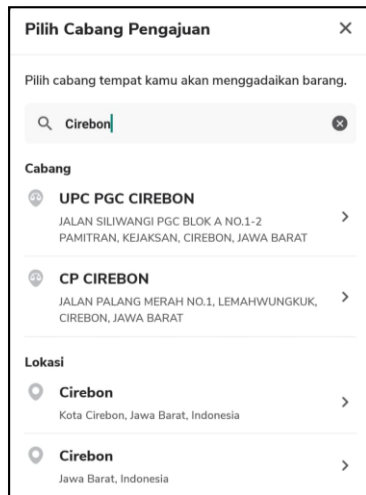 Pilih Cabang Pengajuan
Pilih cabang tempat kamu akan menggadaikan barang.
Cirebon
Cabang
UPC PGC CIREBON
JALAN SILIWANGI PGC BLOK A NO.1-2
PAMITRAN, KEJAKSAN, CIREBON, JAWA BARAT
CP CIREBON
JALAN PALANG MERAH NO.1, LEMAHWUNGKUK,
CIREBON, JAWA BARAT
Lokasi
Cirebon
Kota Cirebon, Jawa Barat, Indonesia
Cirebon
Jawa Barat, Indonesia